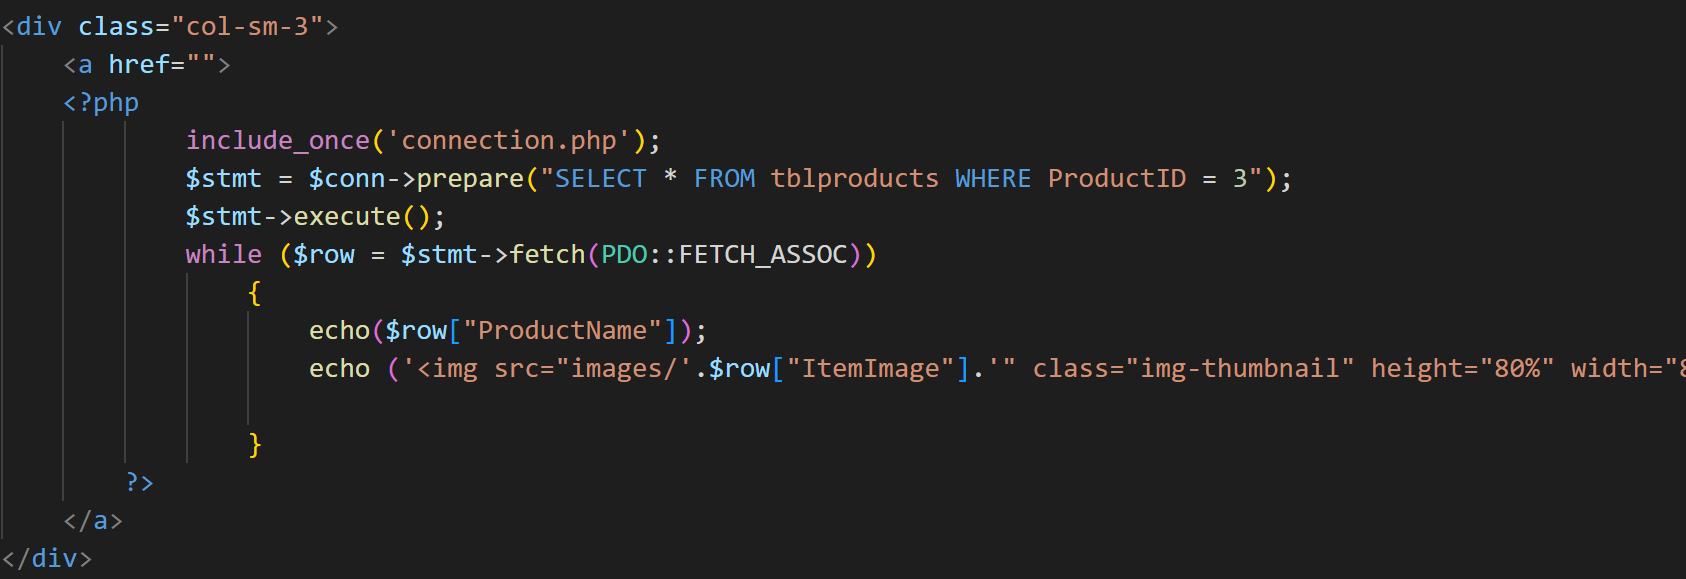 <div class="col-sm-3">
<a href="">
<?php
include_once('connection.php');
$stmt = $conn->prepare("SELECT * FROM tblproducts WHERE ProductID = 3");
$stmt->execute();
while ($row = $stmt->fetch(PDO::FETCH_ASSOC))
{
echo($row["ProductName"]);
echo ('<img src="images/'.$row["ItemImage"].'" class="img-thumbnail" height="80%" width="
}
?>
</a>
</div>